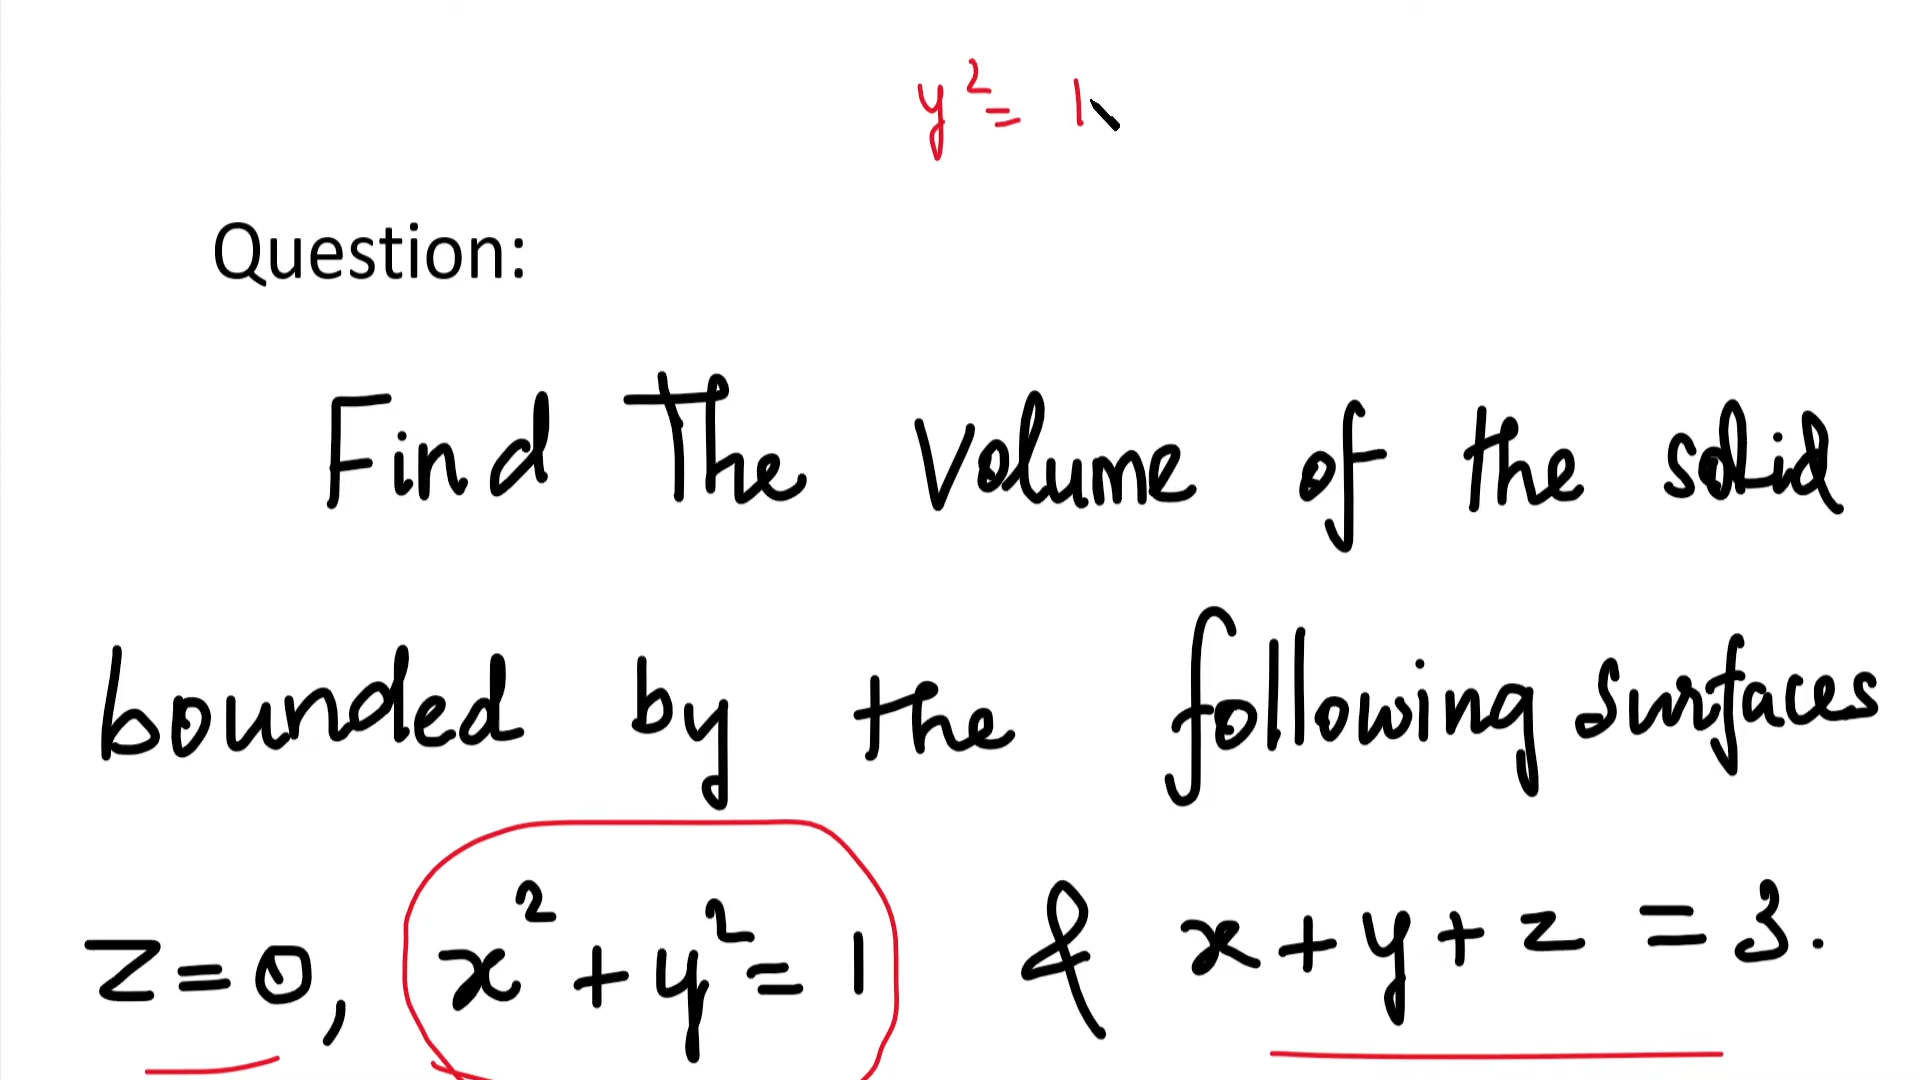 y² = 1
Question:
Find The Volume of the solid
bounded by the following surfaces
z=0, x²+y²=1 & x+y+z=3.